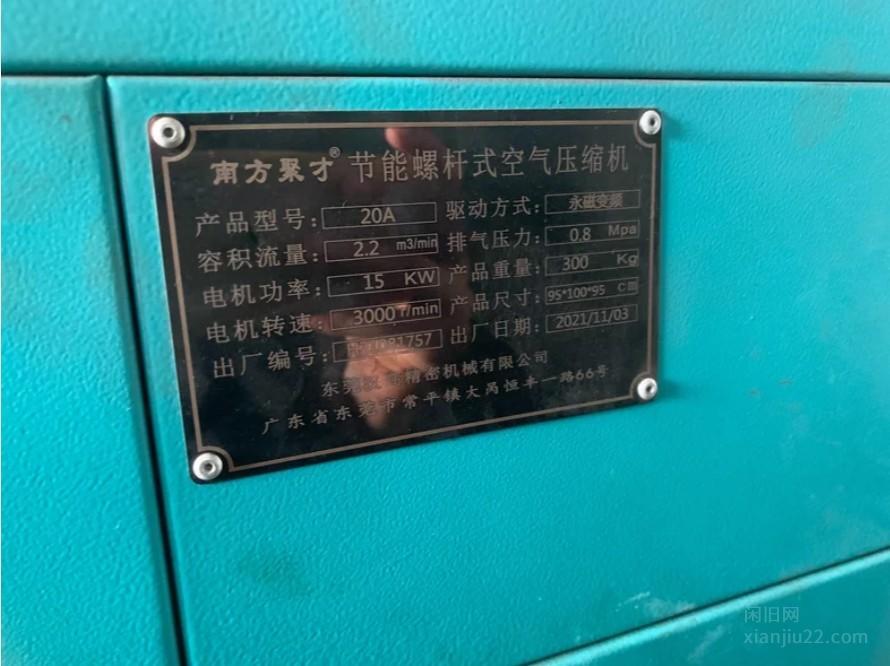 南方聚才® 节能螺杆式空气压缩机
产品型号: 20A 驱动方式: 永磁变频
容积流量: 2.2 m3/min 排气压力: 0.8 Mpa
电机功率: 15 KW 产品重量: 300 Kg
电机转速: 3000 r/min 产品尺寸: 95*100*95 cm
出厂编号: 081757 出厂日期: 2021/11/03
东莞 精密机械有限公司
广东省东莞市常平镇大呙恒丰一路66号
闲旧网
xianjiu22.com